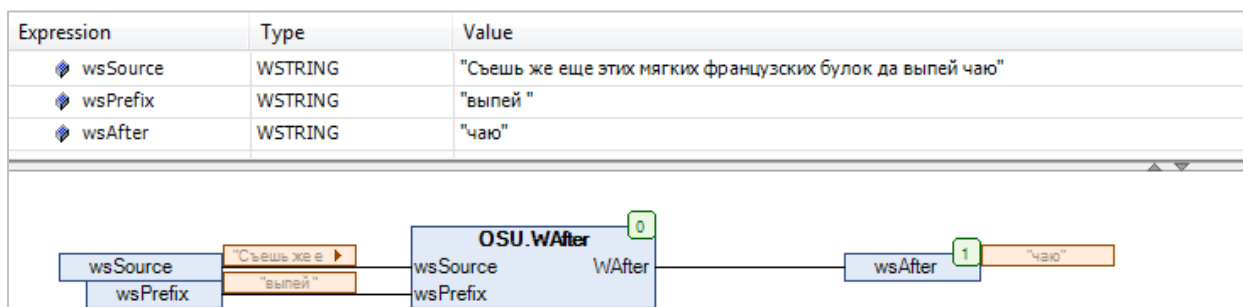 Expression Type Value
wsSource WSTRING "Съешь же еще этих мягких французских булок да выпей чаю"
wsPrefix WSTRING "выпей "
wsAfter WSTRING "чаю"
0
OSU.WAfter
wsSource "Съешь же е wsSource WAfter wsAfter 1 "чаю"
wsPrefix "выпей " wsPrefix